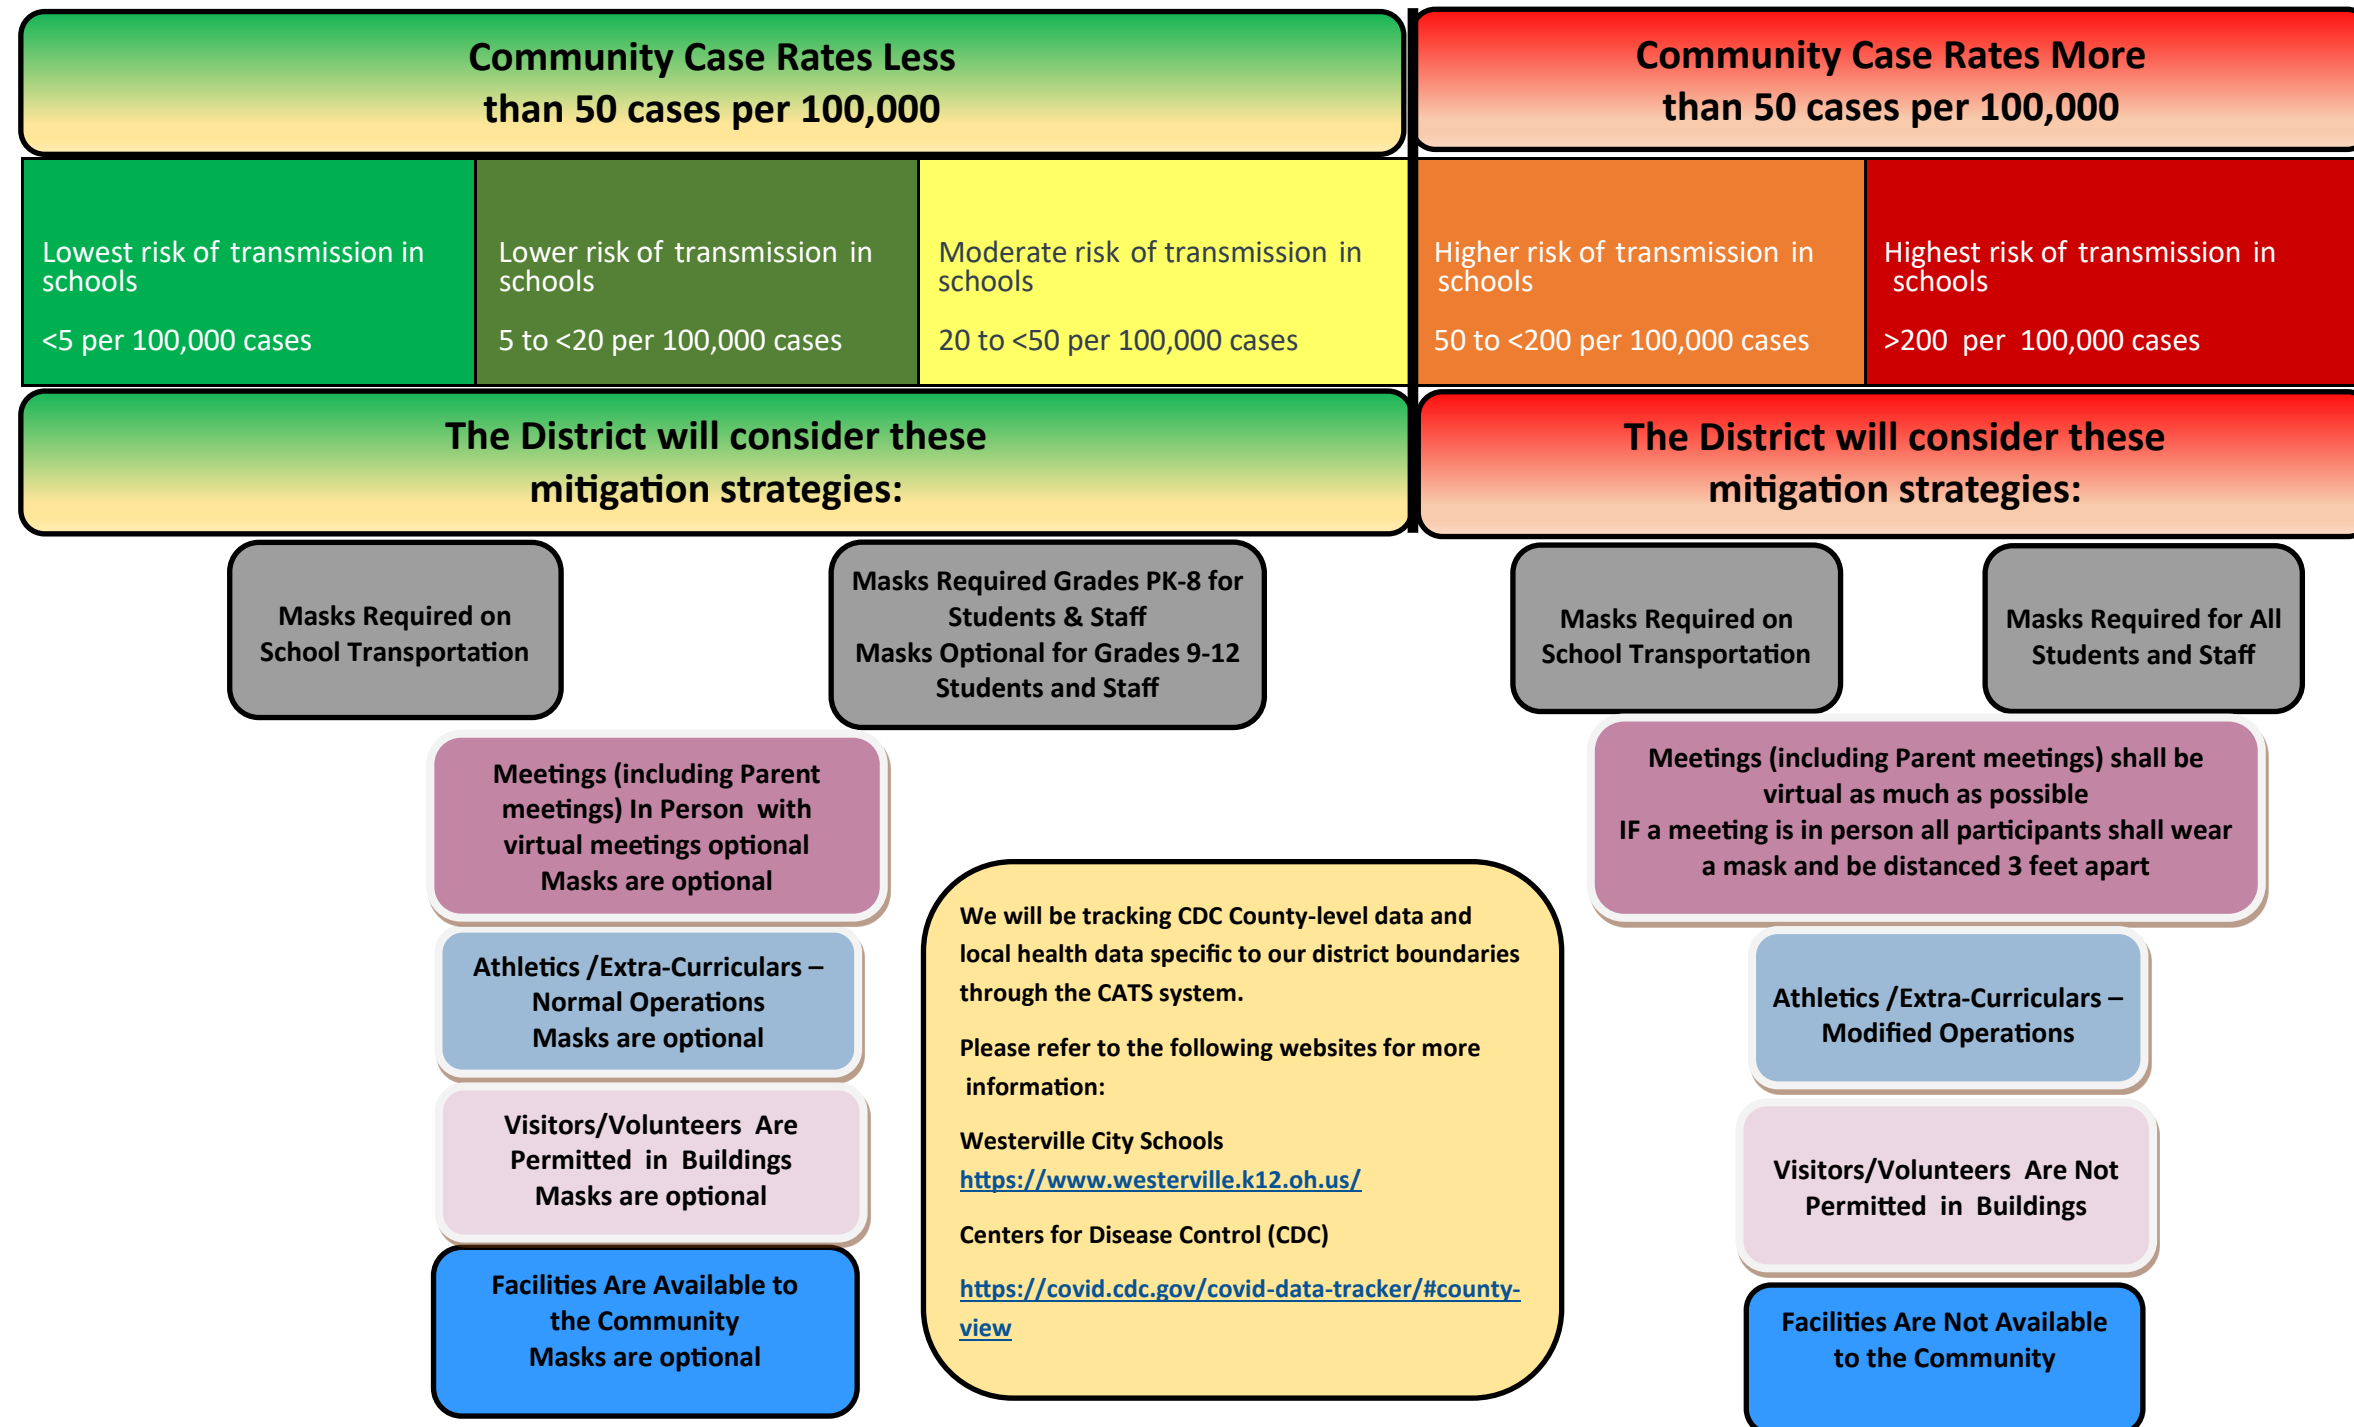 Community Case Rates Less
than 50 cases per 100,000
Community Case Rates More
than 50 cases per 100,000
Lowest risk of transmission in
schools
<5 per 100,000 cases
Lower risk of transmission in
schools
5 to <20 per 100,000 cases
Moderate risk of transmission in
schools
20 to <50 per 100,000 cases
Higher risk of transmission in
schools
50 to <200 per 100,000 cases
Highest risk of transmission in
schools
>200 per 100,000 cases
The District will consider these
mitigation strategies:
The District will consider these
mitigation strategies:
Masks Required on
School Transportation
Masks Required Grades PK-8 for
Students & Staff
Masks Optional for Grades 9-12
Students and Staff
Masks Required on
School Transportation
Masks Required for All
Students and Staff
Meetings (including Parent
meetings) In Person with
virtual meetings optional
Masks are optional
Meetings (including Parent meetings) shall be
virtual as much as possible
IF a meeting is in person all participants shall wear
a mask and be distanced 3 feet apart
Athletics /Extra-Curriculars –
Normal Operations
Masks are optional
Visitors/Volunteers Are
Permitted in Buildings
Masks are optional
Facilities Are Available to
the Community
Masks are optional
We will be tracking CDC County-level data and
local health data specific to our district boundaries
through the CATS system.
Please refer to the following websites for more
information:
Westerville City Schools
https://www.westerville.k12.oh.us/
Centers for Disease Control (CDC)
https://covid.cdc.gov/covid-data-tracker/#county-
view
Athletics /Extra-Curriculars –
Modified Operations
Visitors/Volunteers Are Not
Permitted in Buildings
Facilities Are Not Available
to the Community